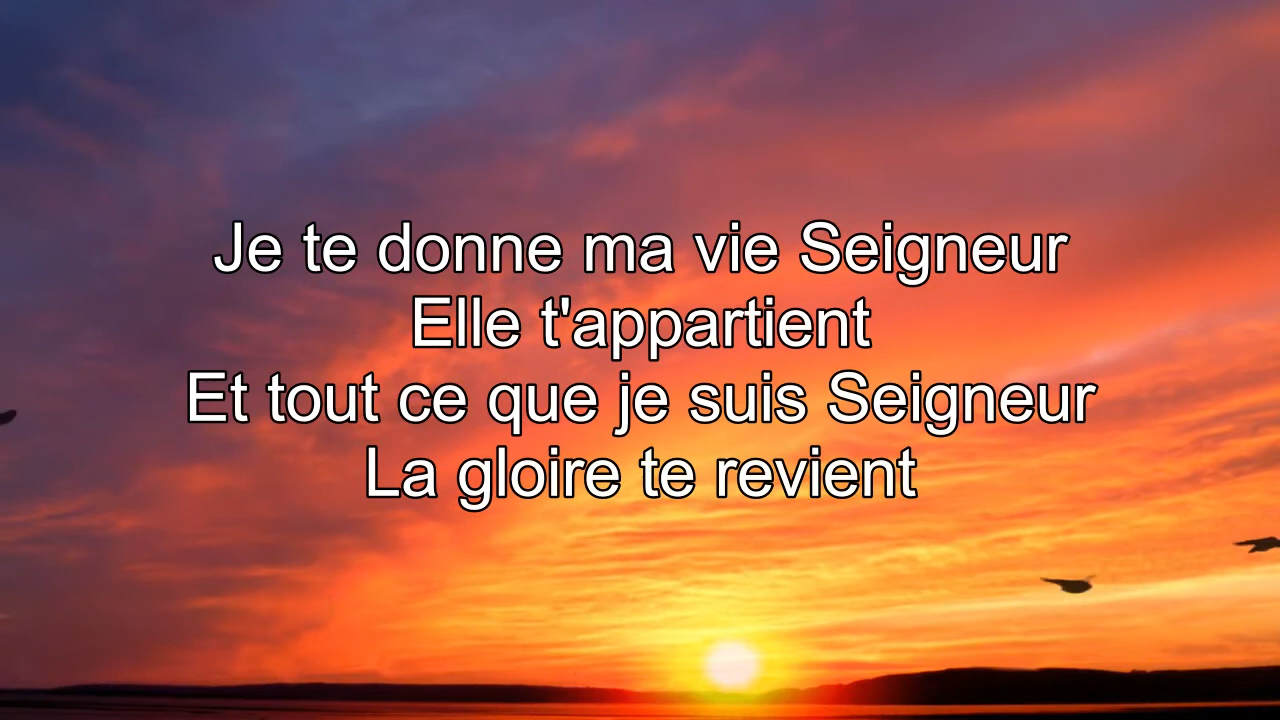 Je te donne ma vie Seigneur
Elle t'appartient
Et tout ce que je suis Seigneur
La gloire te revient